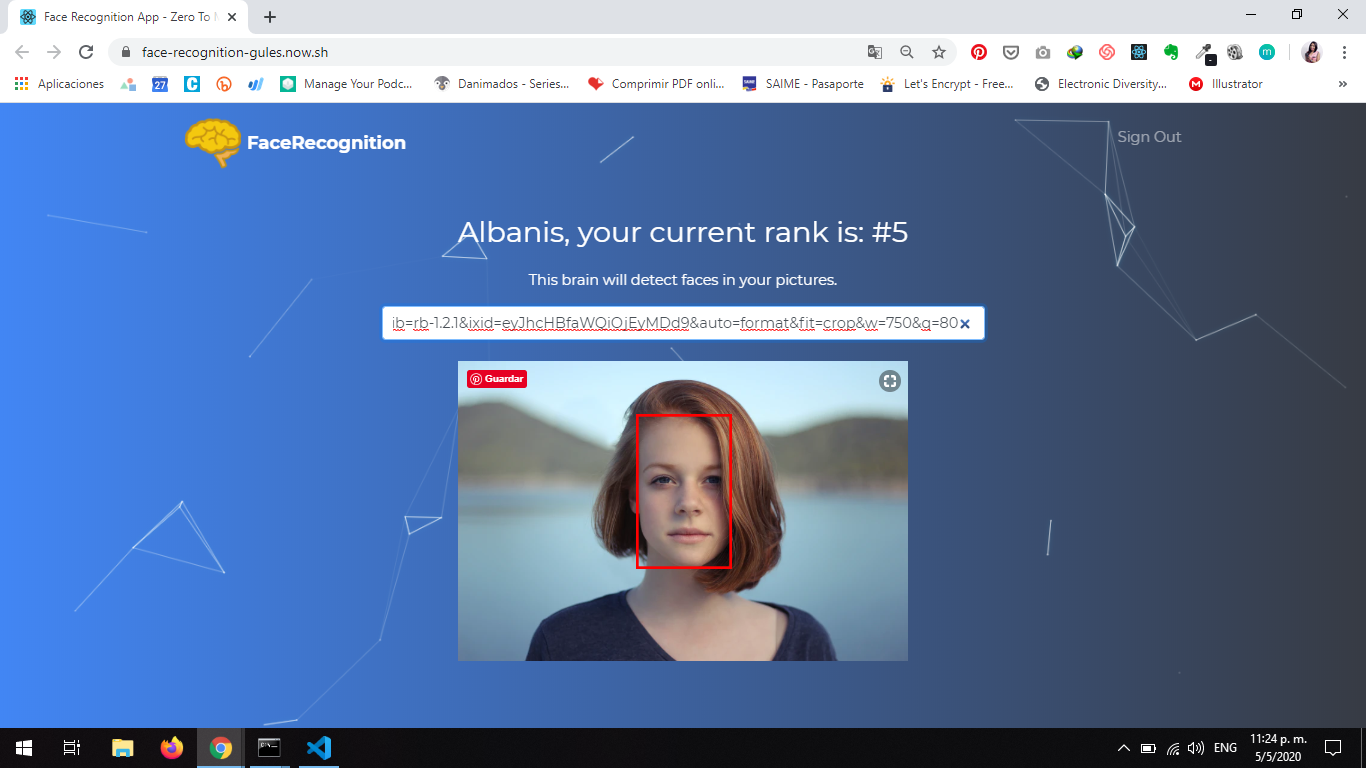 Face Recognition App - Zero To M
face-recognition-gules.now.sh
Aplicaciones
27
Manage Your Podc...
Danimados - Series...
Comprimir PDF onli...
SAIME - Pasaporte
Let's Encrypt - Free...
Electronic Diversity...
Illustrator
FaceRecognition
Sign Out
Albanis, your current rank is: #5
This brain will detect faces in your pictures.
ib=rb-1.2.1&ixid=eyJhcHBfaWQiOjEyMDd9&auto=format&fit=crop&w=750&q=80
Guardar
ENG
11:24 p. m.
5/5/2020